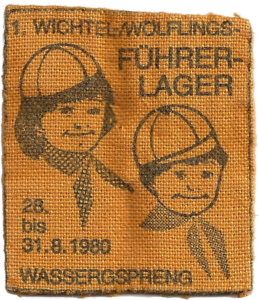 1. WICHTEL/WÖLFLINGS-
FÜHRER-
LAGER
28.
bis
31.8.1980
WASSERGSPRENG